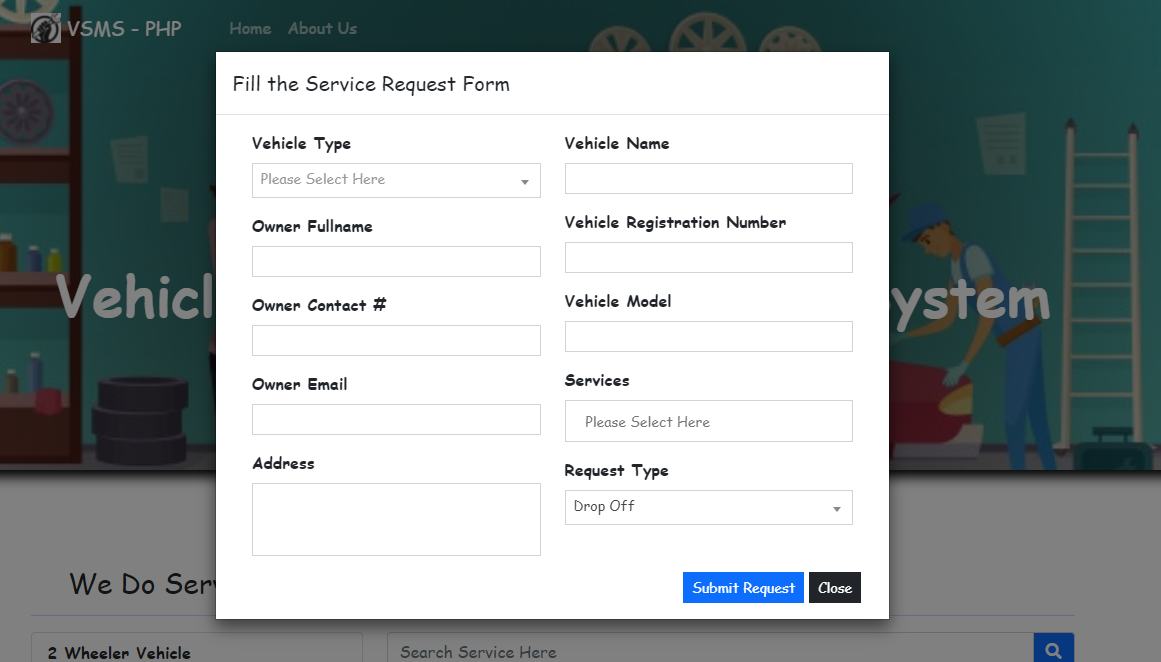 VSMS - PHP Home About Us
Fill the Service Request Form
Vehicle Type
Please Select Here
Vehicle Name
Owner Fullname
Vehicle Registration Number
Owner Contact #
Vehicle Model
Owner Email
Services
Please Select Here
Address
Request Type
Drop Off
Submit Request Close
Vehicl ystem
We Do Serv
2 Wheeler Vehicle
Search Service Here